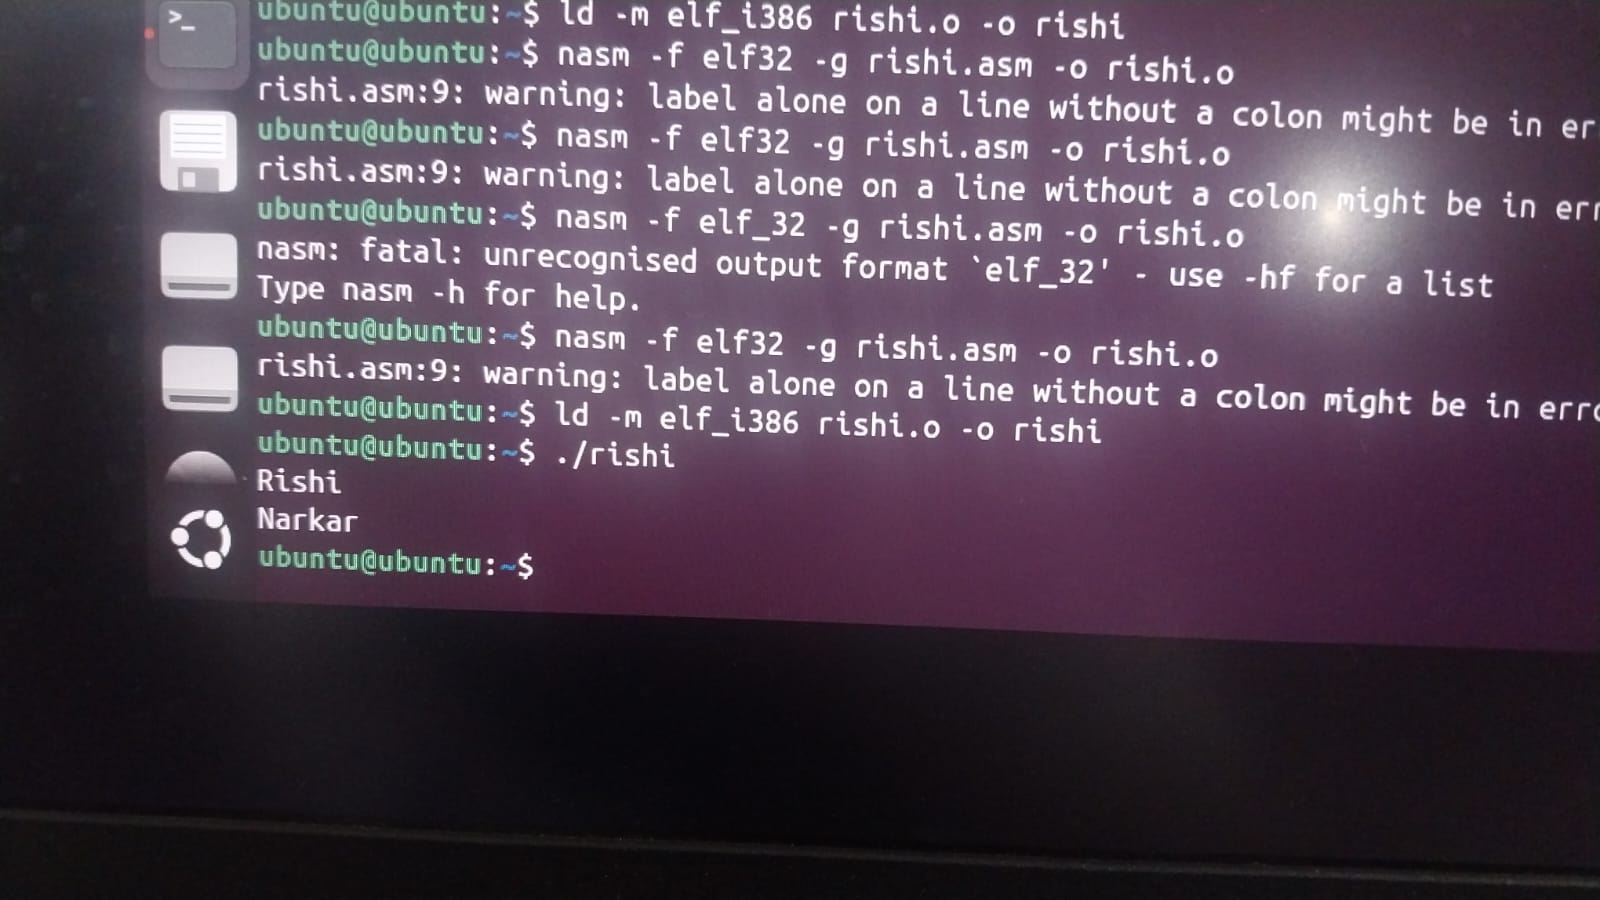 >_
ubuntu@ubuntu:~$ ld -m elf_i386 rishi.o -o rishi
ubuntu@ubuntu:~$ nasm -f elf32 -g rishi.asm -o rishi.o
rishi.asm:9: warning: label alone on a line without a colon might be in er
ubuntu@ubuntu:~$ nasm -f elf32 -g rishi.asm -o rishi.o
rishi.asm:9: warning: label alone on a line without a colon might be in err
ubuntu@ubuntu:~$ nasm -f elf_32 -g rishi.asm -o rishi.o
nasm: fatal: unrecognised output format `elf_32' - use -hf for a list
Type nasm -h for help.
ubuntu@ubuntu:~$ nasm -f elf32 -g rishi.asm -o rishi.o
rishi.asm:9: warning: label alone on a line without a colon might be in erro
ubuntu@ubuntu:~$ ld -m elf_i386 rishi.o -o rishi
ubuntu@ubuntu:~$ ./rishi
Rishi
Narkar
ubuntu@ubuntu:~$